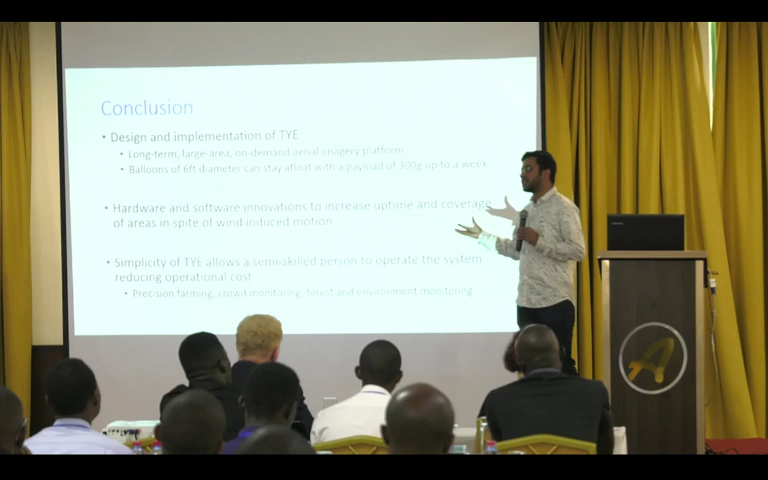 Conclusion
• Design and implementation of TYE
• Long-term, large-area, on-demand aerial imagery platform
• Balloons of 6ft diameter can stay afloat with a payload of 300g up to a week
• Hardware and software innovations to increase uptime and coverage
of areas in spite of wind induced motion
• Simplicity of TYE allows a semi-skilled person to operate the system
reducing operational cost
• Precision farming, crowd monitoring, forest and environment monitoring